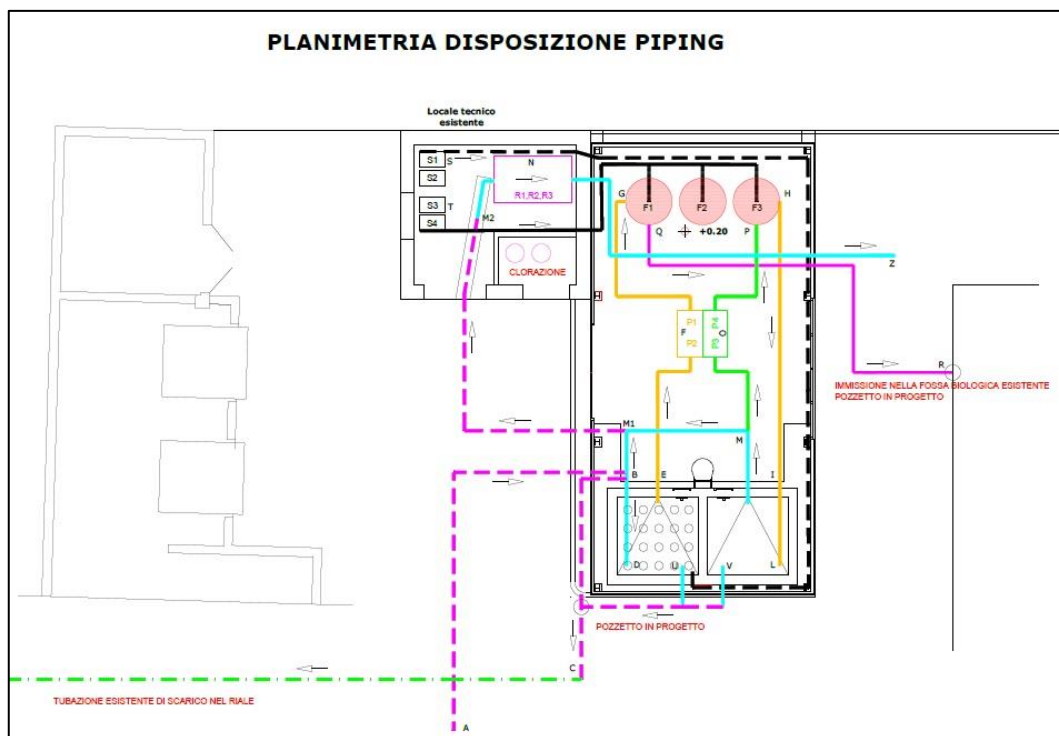 PLANIMETRIA DISPOSIZIONE PIPING
Locale tecnico
esistente
S1
S
S2
S3
T
S4
N
R1,R2,R3
M2
CLORAZIONE
G
F1
F2
F3
H
Q
+0.20
P
Z
P1
P2
F
P4
P3
O
R
IMMISSIONE NELLA FOSSA BIOLOGICA ESISTENTE
POZZETTO IN PROGETTO
M1
M
B
E
I
D
U
V
L
POZZETTO IN PROGETTO
C
TUBAZIONE ESISTENTE DI SCARICO NEL RIALE
A